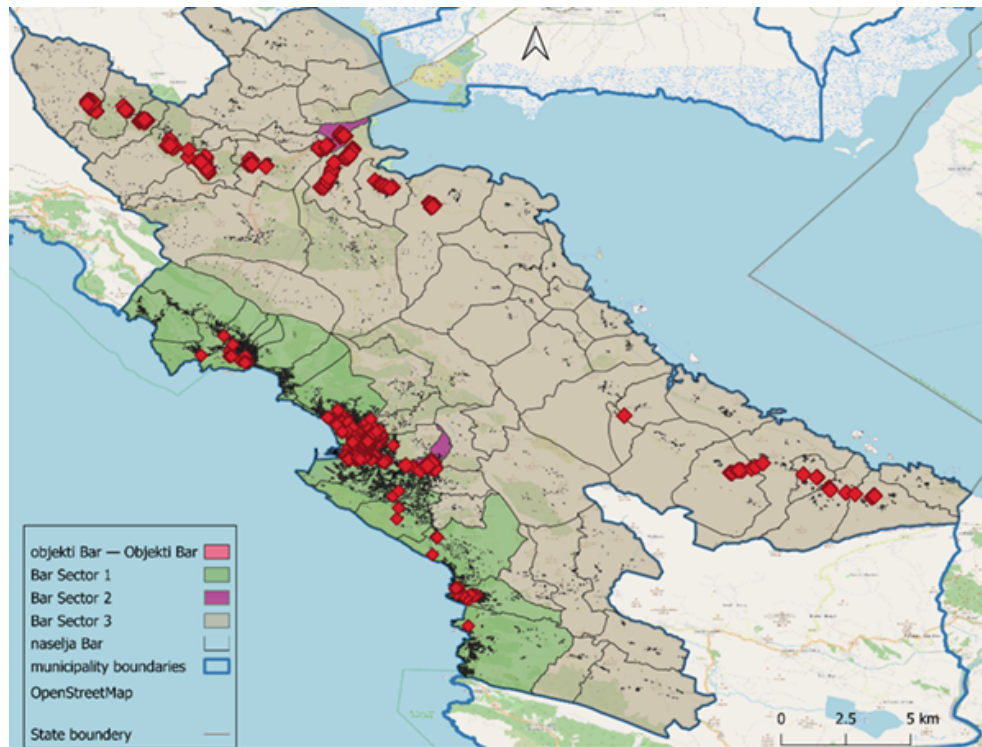 objekti Bar — Objekti Bar
Bar Sector 1
Bar Sector 2
Bar Sector 3
naselja Bar
municipality boundaries
OpenStreetMap
State boundery
0 2.5 5 km